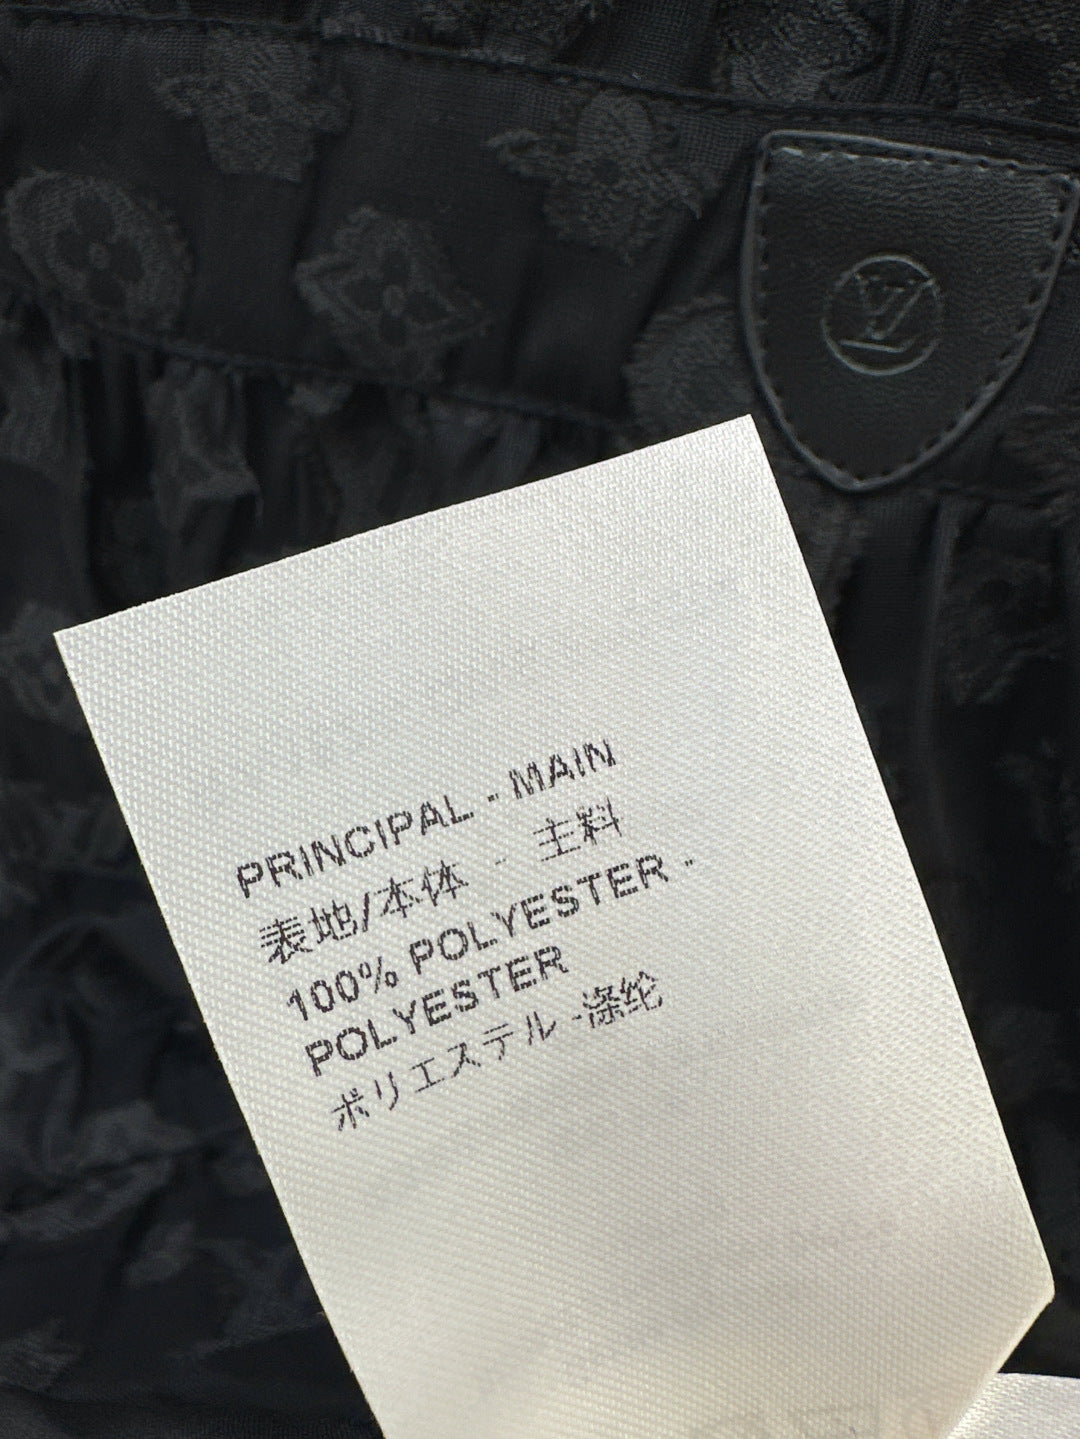 LV
PRINCIPAL - MAIN
表地/本体 - 主料
100% POLYESTER -
POLYESTER
ポリエステル -涤纶